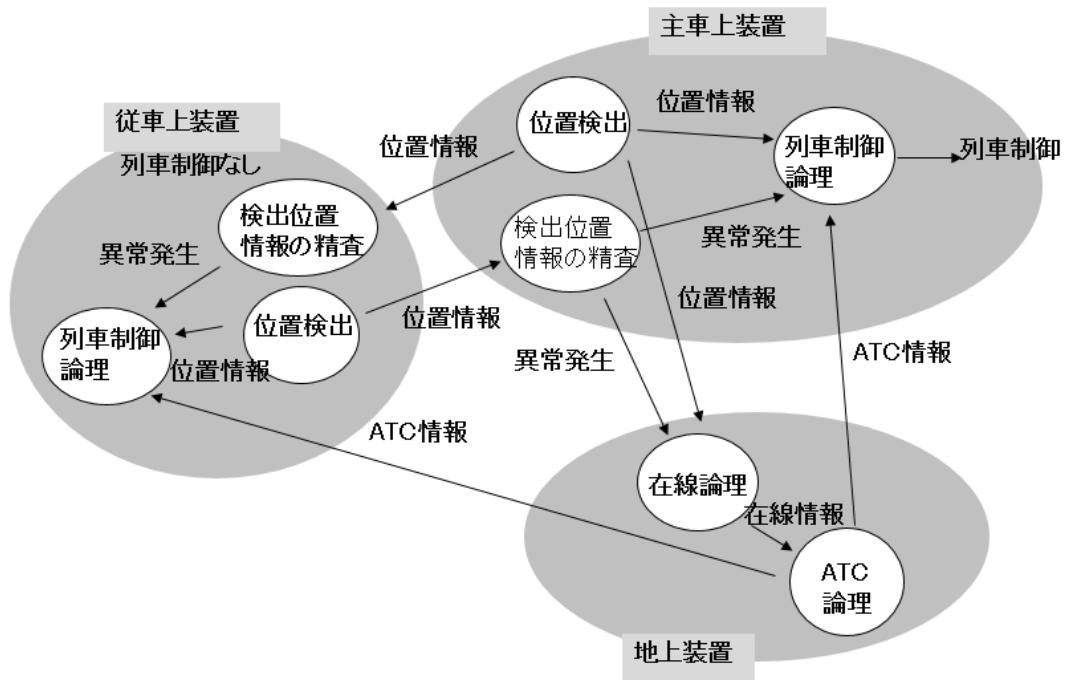 主車上装置
従車上装置
列車制御なし
位置検出
位置情報
位置情報
列車制御
論理
列車制御
検出位置
情報の精査
異常発生
検出位置
情報の精査
異常発生
位置検出
位置情報
位置情報
列車制御
論理
位置情報
異常発生
ATC情報
ATC情報
在線論理
在線情報
ATC
論理
地上装置